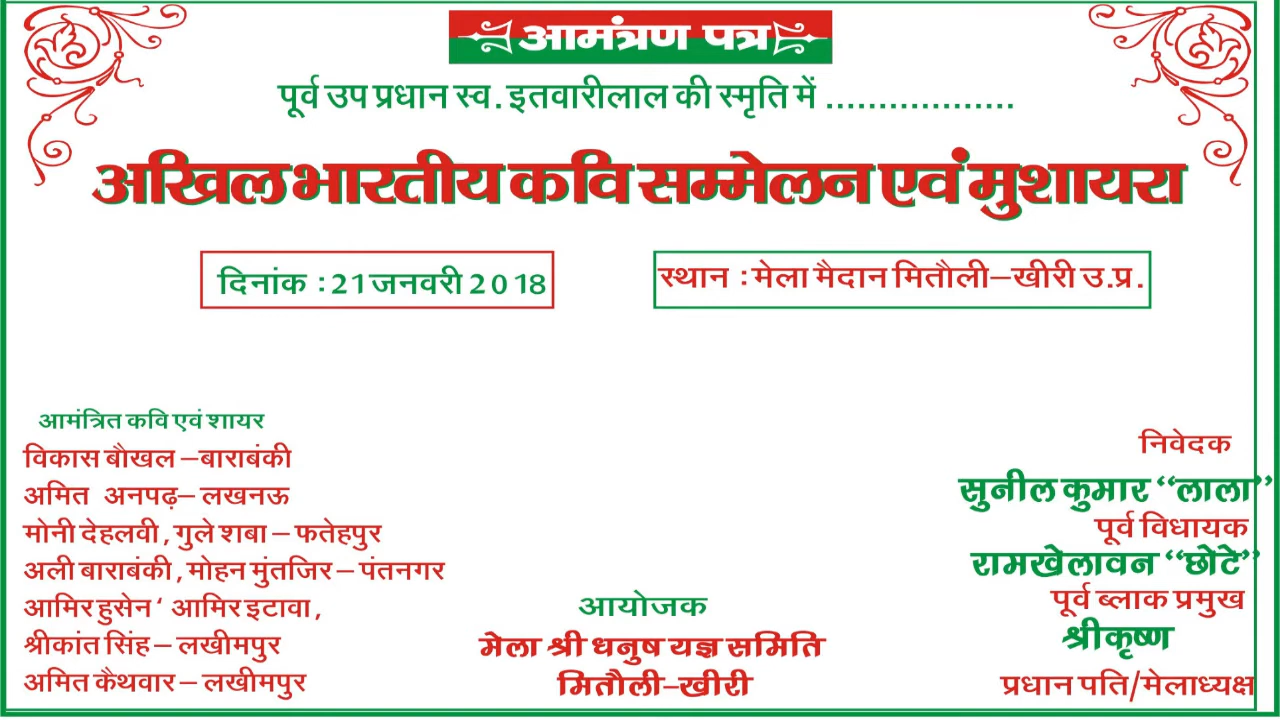 आमंत्रण पत्र
पूर्व उप प्रधान स्व. इतवारीलाल की स्मृति में ..................
अखिल भारतीय कवि सम्मेलन एवं मुशायरा
दिनांक : 21 जनवरी 2018
स्थान : मेला मैदान मितौली–खीरी उ.प्र.
आमंत्रित कवि एवं शायर
विकास बौखल –बाराबंकी
अमित अनपढ़– लखनऊ
मोनी देहलवी, गुले शबा – फतेहपुर
अली बाराबंकी, मोहन मुंतजिर – पंतनगर
आमिर हुसेन ‘ आमिर इटावा,
श्रीकांत सिंह – लखीमपुर
अमित कैथवार – लखीमपुर
आयोजक
मेला श्री धनुष यज्ञ समिति
मितौली–खीरी
निवेदक
सुनील कुमार “लाला”
पूर्व विधायक
रामखेलावन “छोटे”
पूर्व ब्लाक प्रमुख
श्रीकृष्ण
प्रधान पति/मेलाध्यक्ष